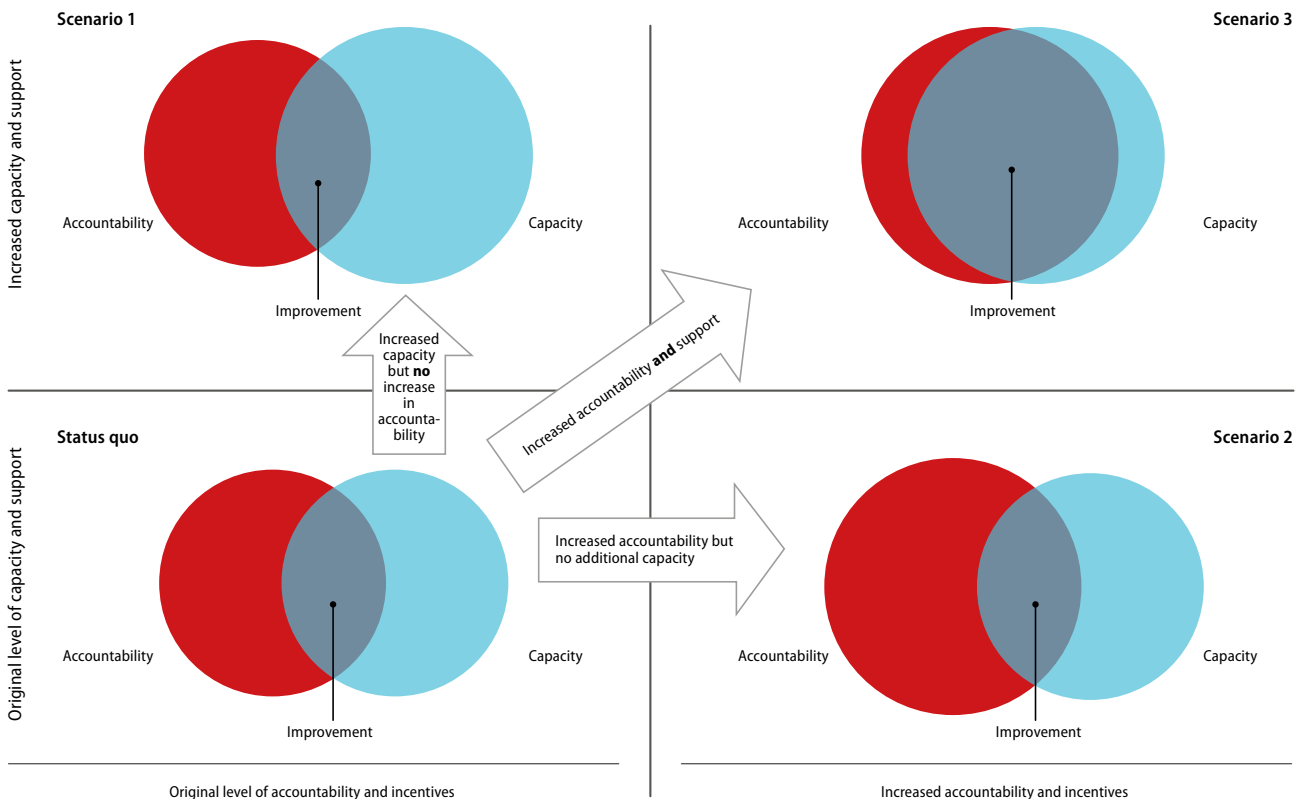 Scenario 1
Scenario 3
Increased capacity and support
Accountability
Capacity
Improvement
Accountability
Capacity
Improvement
Increased
capacity
but no
increase
in
accounta-
bility
Increased accountability and support
Status quo
Scenario 2
Original level of capacity and support
Increased accountability but
no additional capacity
Accountability
Capacity
Improvement
Accountability
Capacity
Improvement
Original level of accountability and incentives
Increased accountability and incentives